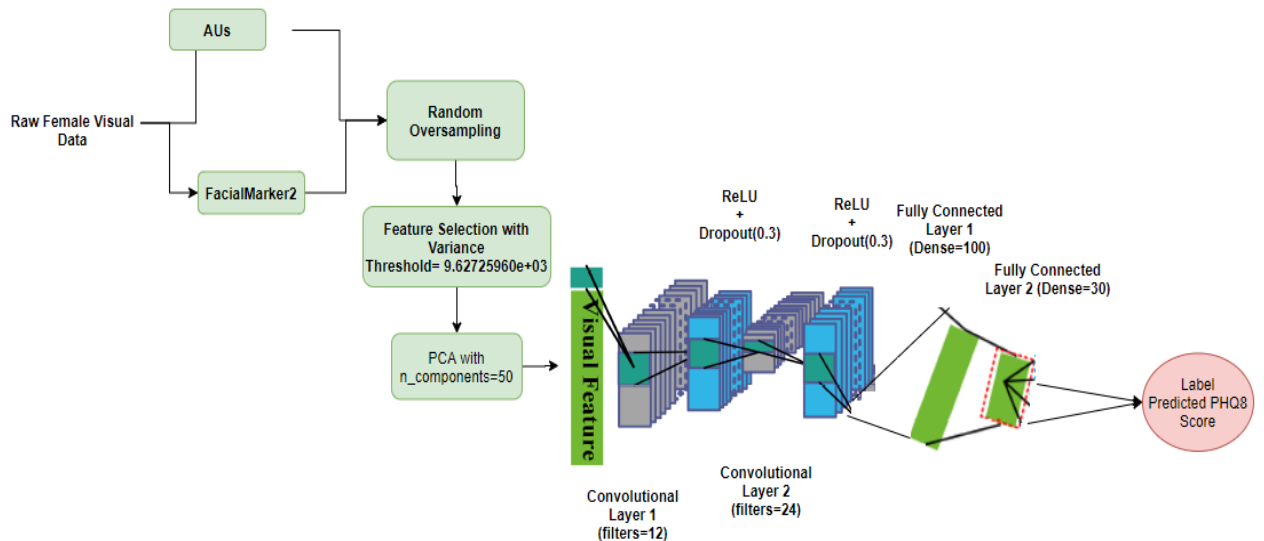 AUs
Raw Female Visual
Data
FacialMarker2
Random
Oversampling
Feature Selection with
Variance
Threshold= 9.62725960e+03
PCA with
n_components=50
Visual Feature
Convolutional
Layer 1
(filters=12)
ReLU
+
Dropout(0.3)
Convolutional
Layer 2
(filters=24)
ReLU
+
Dropout(0.3)
Fully Connected
Layer 1
(Dense=100)
Fully Connected
Layer 2 (Dense=30)
Label
Predicted PHQ8
Score